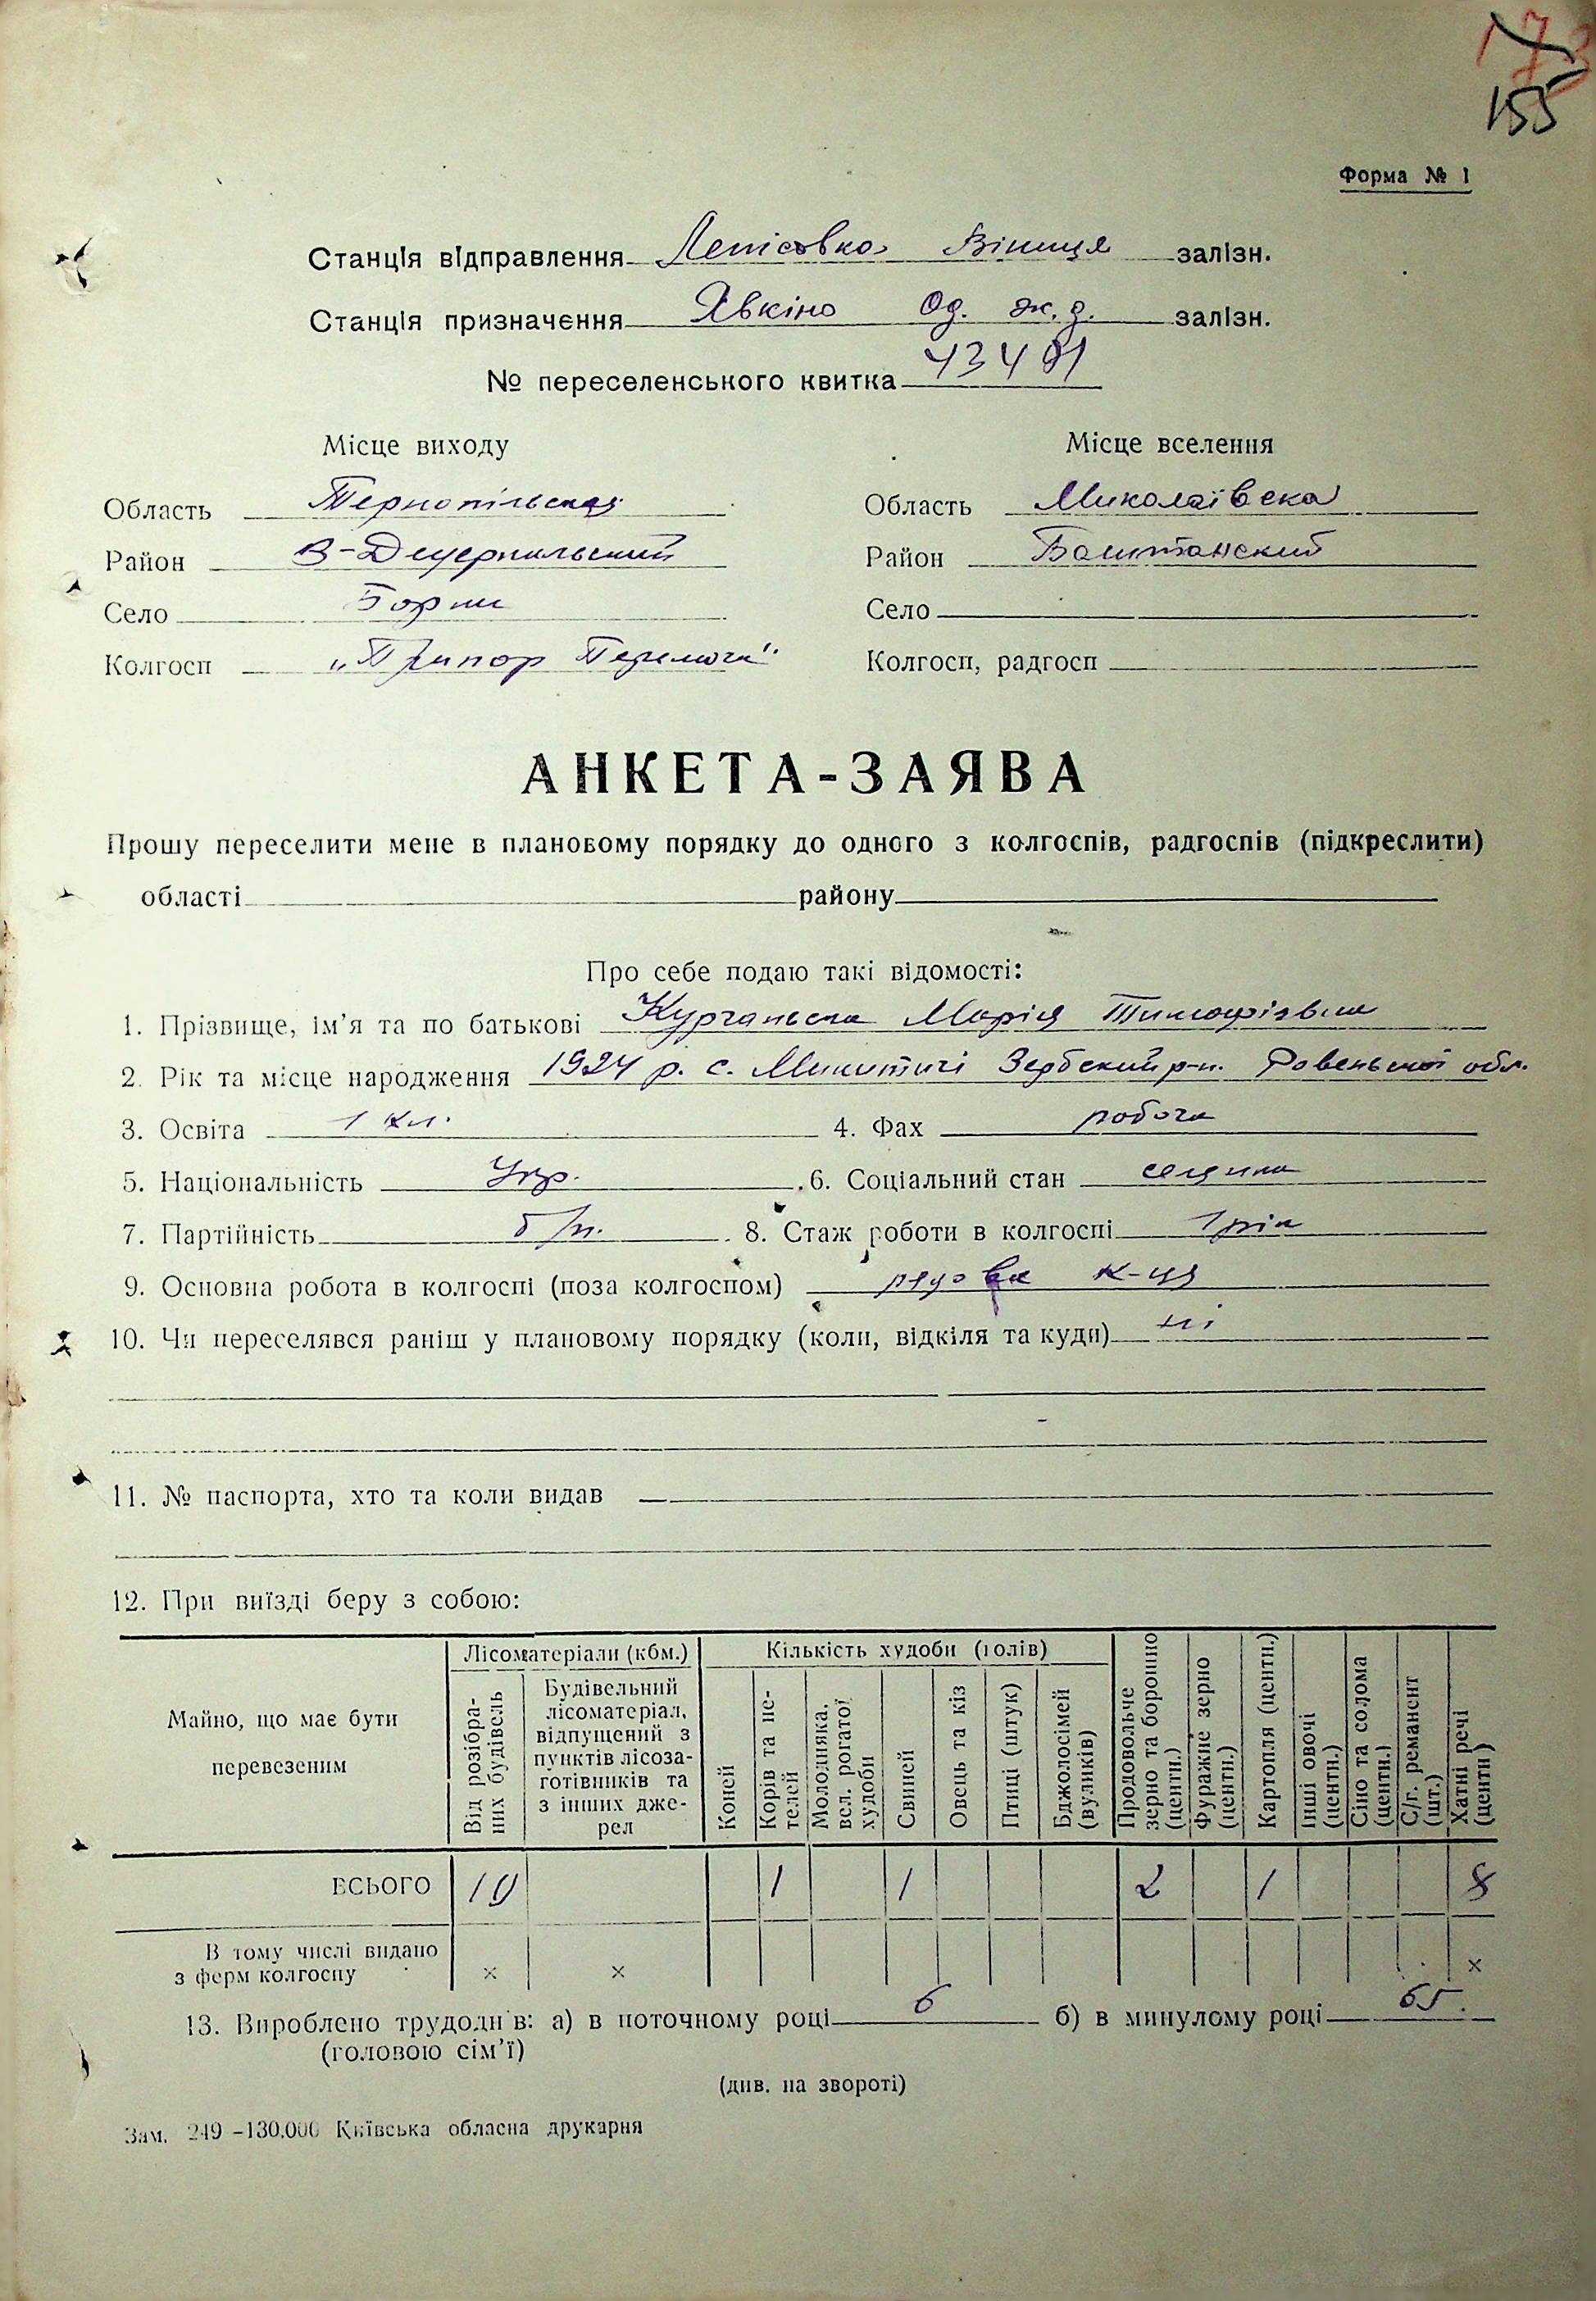 173
155
Форма № 1
Станція відправлення Лепісовка Вінниця залізн.
Станція призначення Явкіно Од. ж.д. залізн.
№ переселенського квитка 43491
Місце виходу Місце вселення
Область Тернопільская Область Миколаївска
Район В-Дедеркальський Район Баштанский
Село Борщ Село
Колгосп „Прапор Перемоги" Колгосп, радгосп
АНКЕТА-ЗАЯВА
Прошу переселити мене в плановому порядку до одного з колгоспів, радгоспів (підкреслити)
області району
Про себе подаю такі відомості:
1. Прізвище, ім’я та по батькові Курганьска Марія Тимофіівна
2. Рік та місце народження 1924 р. с. Микитичі р-н. Ровеньскої обл.
3. Освіта 1 кл. 4. Фах робоча
5. Національність Укр. 6. Соціальний стан селянка
7. Партійність б/п. 8. Стаж роботи в колгоспі 1 рік
9. Основна робота в колгоспі (поза колгоспом) рядова к-ця
10. Чи переселявся раніш у плановому порядку (коли, відкіля та куди) ні
11. № паспорта, хто та коли видав
12. При виїзді беру з собою:
Майно, що має бути перевезеним
Лісоматеріали (кбм.)
Кількість худоби (голів)
Від розібраних будівель
Будівельний лісоматеріал, відпущений з пунктів лісозаготівників та з інших джерел
Коней
Корів та нетелей
Молодняка, вел. рогатої худоби
Свиней
Овець та кіз
Птиці (штук)
Бджолосімей (вуликів)
Продовольче зерно та борошно (центн.)
Фуражне зерно (центн.)
Картопля (центн.)
Інші овочі (центн.)
Сіно та солома (центн.)
С/г. реманент (шт.)
Хатні речі (центн)
ВСЬОГО 10 1 1 2 1 8
В тому числі видано з ферм колгоспу × × ×
13. Вироблено трудоднів: а) в поточному році 6 б) в минулому році 65.
(головою сім’ї)
(див. на звороті)
Зам. 249 –130.000 Київська обласна друкарня